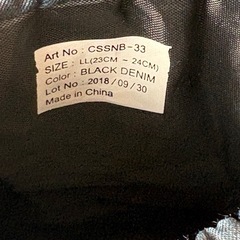 Art No : CSSNB-33
SIZE : LL(23CM ~ 24CM)
Color : BLACK DENIM
Lot No : 2018/09/30
Made in China